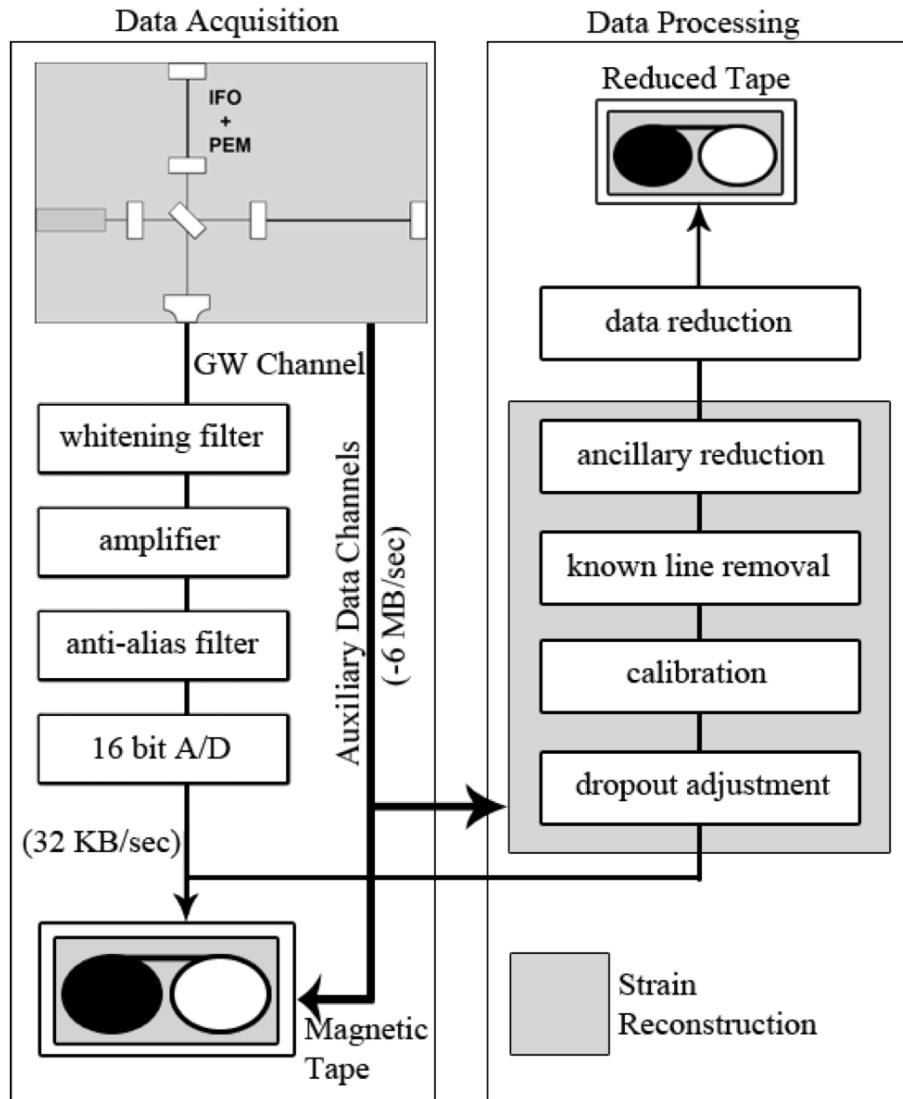 Data Acquisition
IFO
+
PEM
GW Channel
whitening filter
amplifier
anti-alias filter
16 bit A/D
(32 KB/sec)
Auxiliary Data Channels
(-6 MB/sec)
Magnetic
Tape
Data Processing
Reduced Tape
data reduction
ancillary reduction
known line removal
calibration
dropout adjustment
Strain
Reconstruction